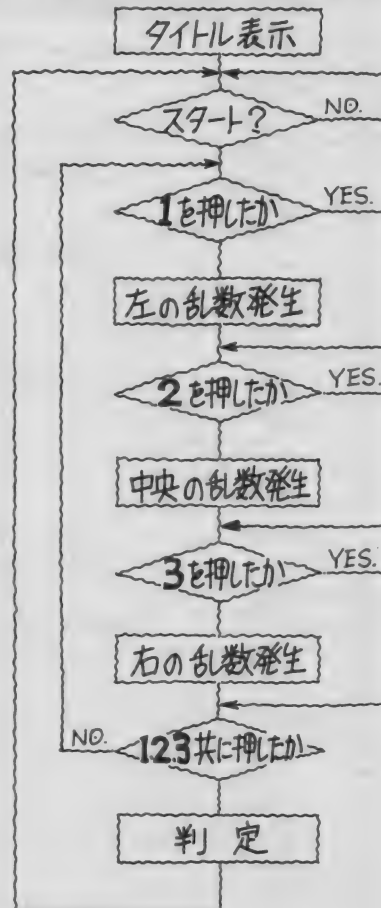 タイトル表示
スタート?
NO.
1を押したか
YES.
左の乱数発生
2を押したか
YES.
中央の乱数発生
3を押したか
YES.
右の乱数発生
NO.
1.2.3共に押したか
判定